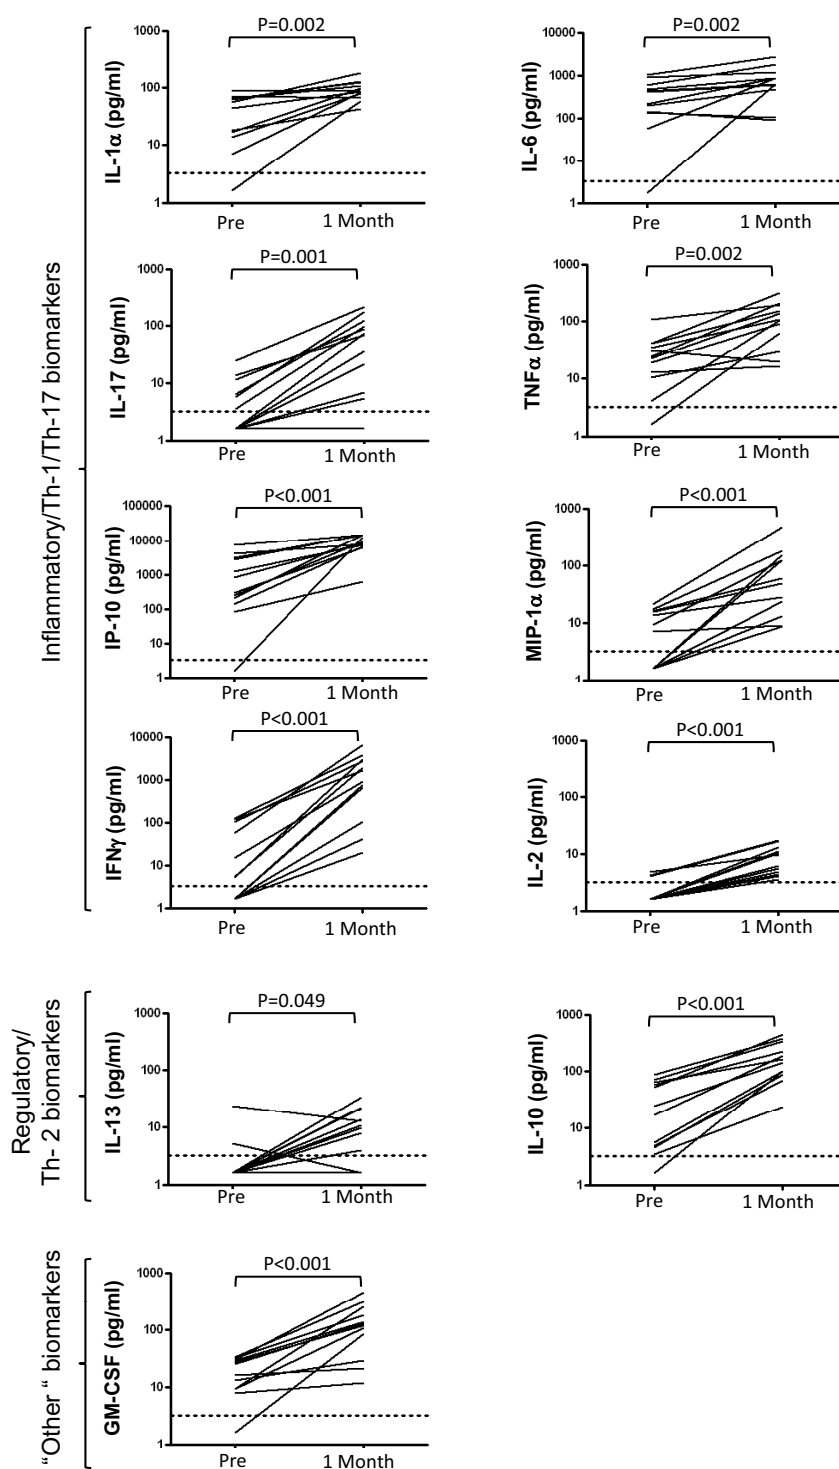 Inflammatory/Th-1/Th-17 biomarkers
P=0.002
IL-1α (pg/ml)
1000
100
10
1
Pre
1 Month
P=0.002
IL-6 (pg/ml)
10000
1000
100
10
1
Pre
1 Month
P=0.001
IL-17 (pg/ml)
1000
100
10
1
Pre
1 Month
P=0.002
TNFα (pg/ml)
1000
100
10
1
Pre
1 Month
P<0.001
IP-10 (pg/ml)
100000
10000
1000
100
10
1
Pre
1 Month
P<0.001
MIP-1α (pg/ml)
1000
100
10
1
Pre
1 Month
P<0.001
IFNγ (pg/ml)
10000
1000
100
10
1
Pre
1 Month
P<0.001
IL-2 (pg/ml)
1000
100
10
1
Pre
1 Month
Regulatory/
Th- 2 biomarkers
P=0.049
IL-13 (pg/ml)
1000
100
10
1
Pre
1 Month
P<0.001
IL-10 (pg/ml)
1000
100
10
1
Pre
1 Month
“Other “ biomarkers
P<0.001
GM-CSF (pg/ml)
1000
100
10
1
Pre
1 Month